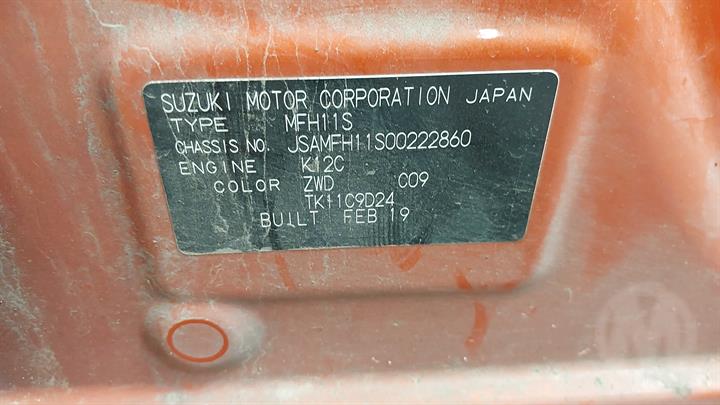 SUZUKI MOTOR CORPORATION JAPAN
TYPE MFH11S
CHASSIS NO. JSAMFH11S00222860
ENGINE K12C
COLOR ZWD C09
TK11C9D24
BUILT FEB 19
M